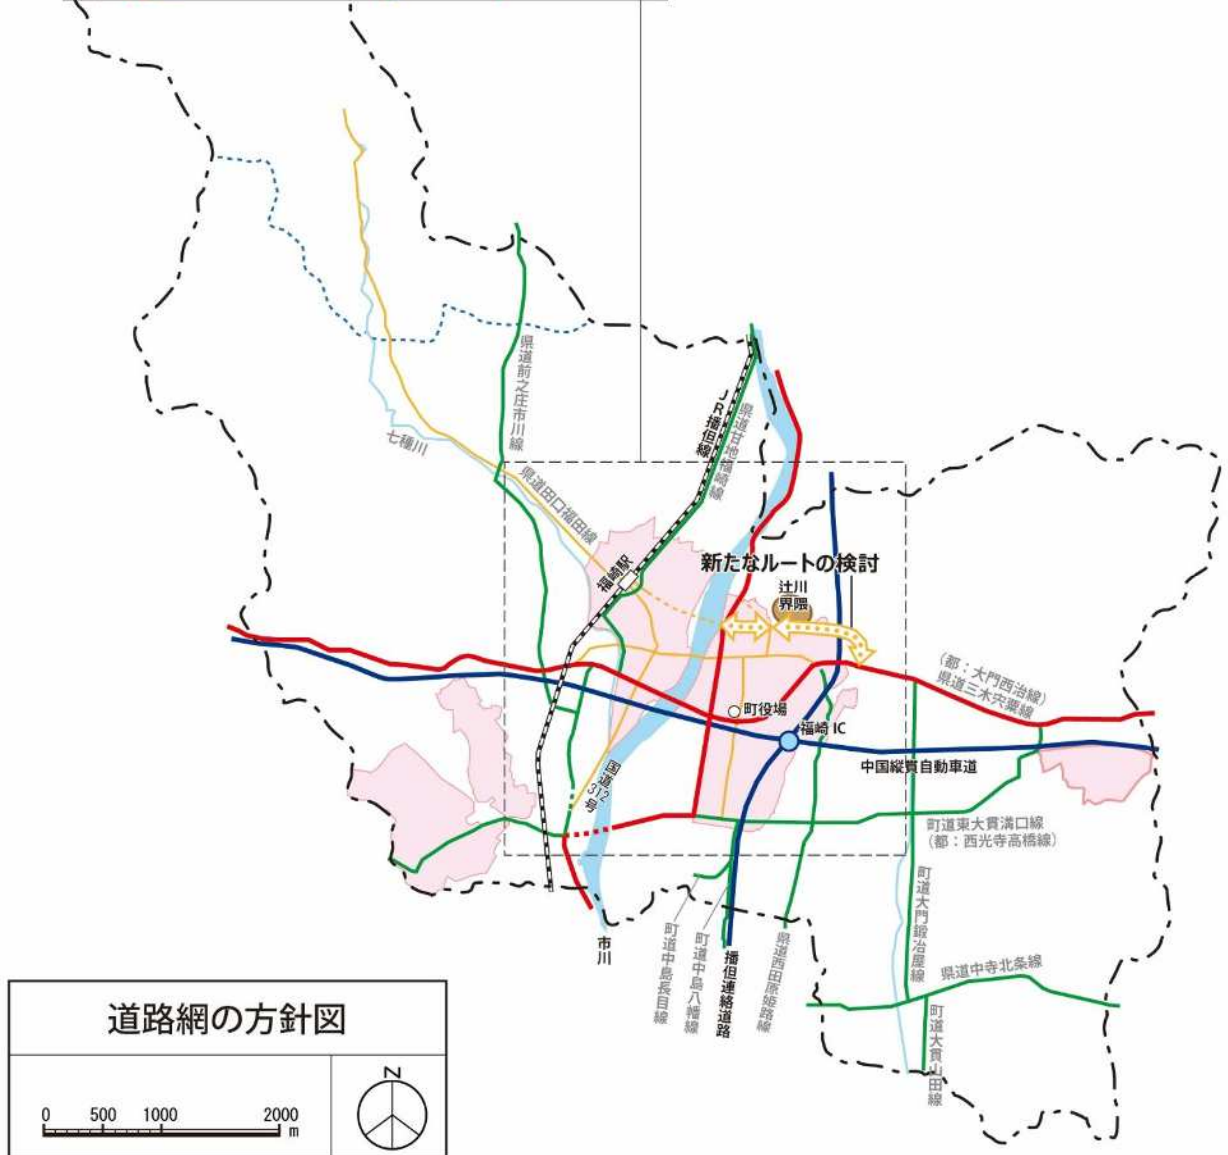 県道前之庄市川線
JR播但線
県道甘地福崎線
七種川
県道田口福田線
福崎駅
新たなルートの検討
辻川
界隈
(都:大門西治線)
県道三木宍粟線
町役場
福崎 IC
中国縦貫自動車道
国道312号
町道東大貫溝口線
(都:西光寺高橋線)
町道大門鍛冶屋線
市川
町道中島長目線
町道中島八幡線
播但連絡道路
県道西田原姫路線
県道中寺北条線
町道大貫山田線
道路網の方針図
N
0 500 1000 2000
m